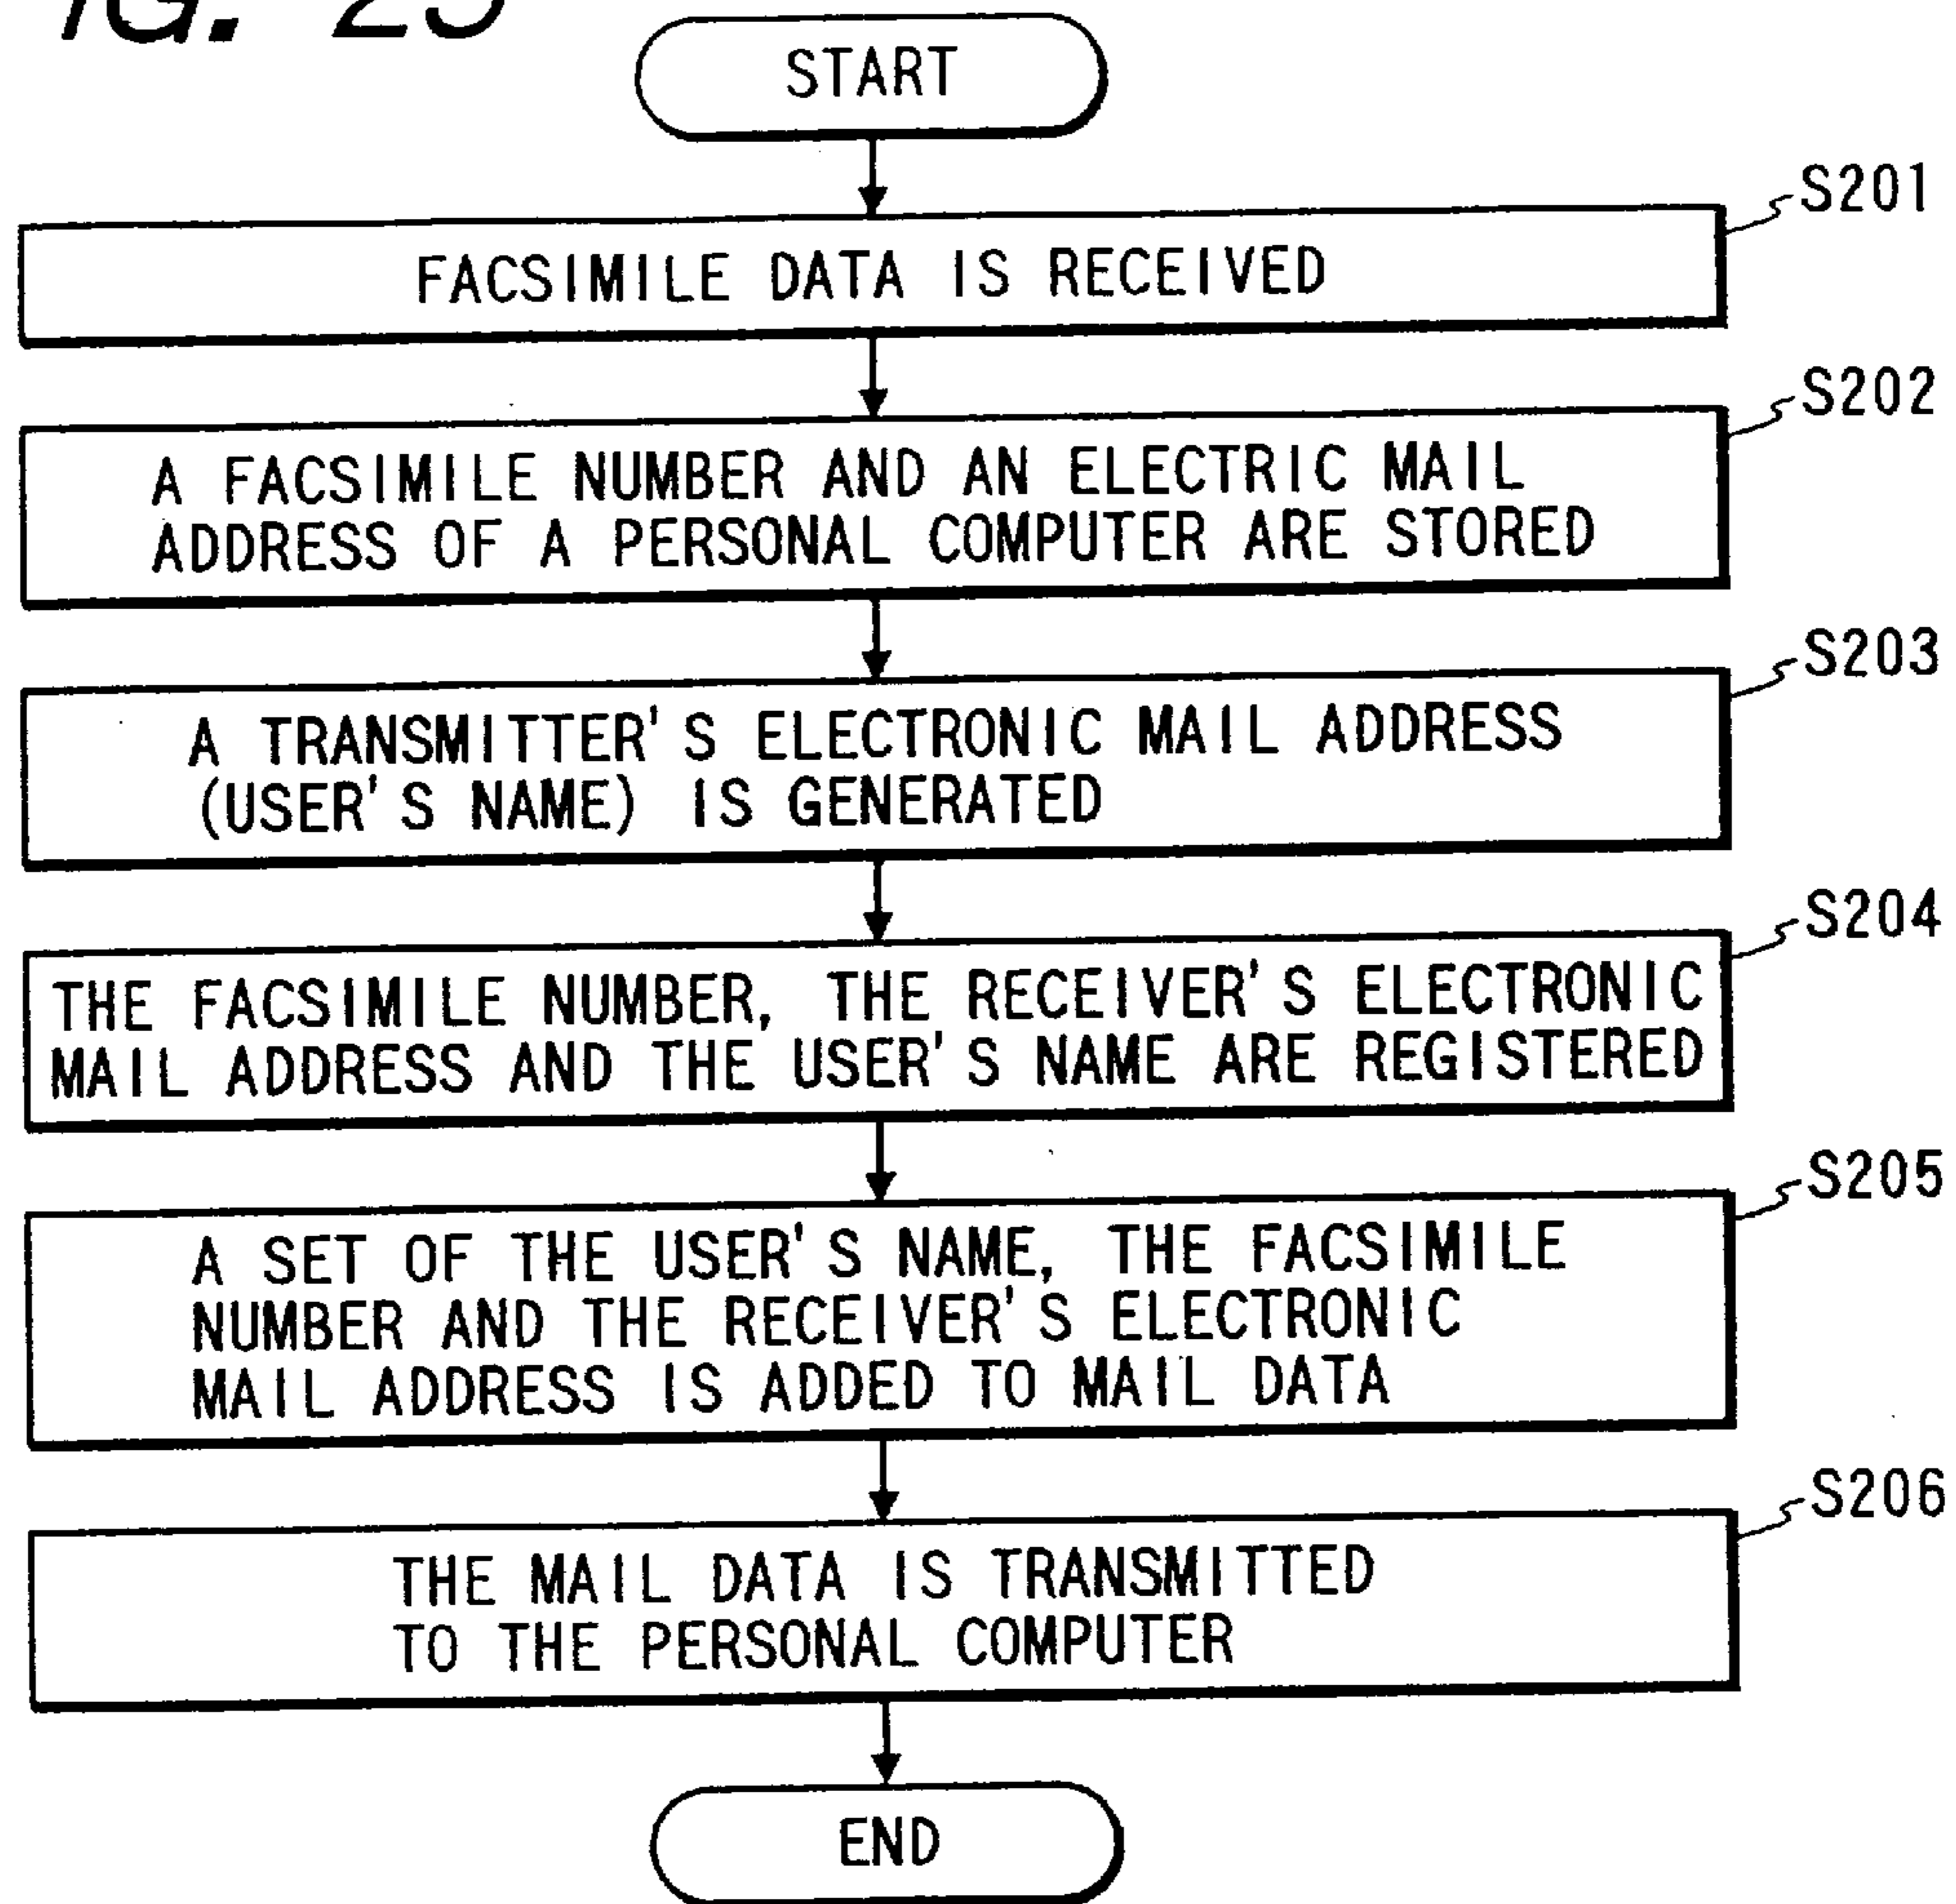 FIG. 25
START
S201
FACSIMILE DATA IS RECEIVED
S202
A FACSIMILE NUMBER AND AN ELECTRIC MAIL
ADDRESS OF A PERSONAL COMPUTER ARE STORED
S203
A TRANSMITTER'S ELECTRONIC MAIL ADDRESS
(USER'S NAME) IS GENERATED
S204
THE FACSIMILE NUMBER, THE RECEIVER'S ELECTRONIC
MAIL ADDRESS AND THE USER'S NAME ARE REGISTERED
S205
A SET OF THE USER'S NAME, THE FACSIMILE
NUMBER AND THE RECEIVER'S ELECTRONIC
MAIL ADDRESS IS ADDED TO MAIL DATA
S206
THE MAIL DATA IS TRANSMITTED
TO THE PERSONAL COMPUTER
END